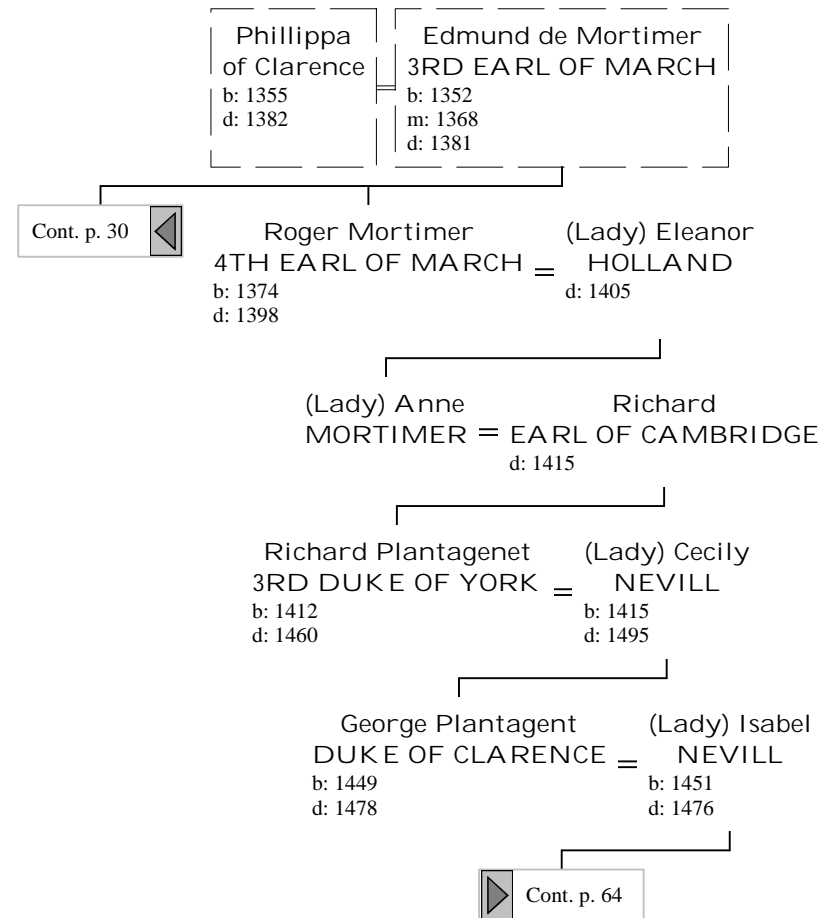 Phillippa
of Clarence
b: 1355
d: 1382
Edmund de Mortimer
3RD EARL OF MARCH
b: 1352
m: 1368
d: 1381
Cont. p. 30
Roger Mortimer
4TH EARL OF MARCH
b: 1374
d: 1398
=
(Lady) Eleanor
HOLLAND
d: 1405
(Lady) Anne
MORTIMER
=
Richard
EARL OF CAMBRIDGE
d: 1415
Richard Plantagenet
3RD DUKE OF YORK
b: 1412
d: 1460
=
(Lady) Cecily
NEVILL
b: 1415
d: 1495
George Plantagent
DUKE OF CLARENCE
b: 1449
d: 1478
=
(Lady) Isabel
NEVILL
b: 1451
d: 1476
Cont. p. 64